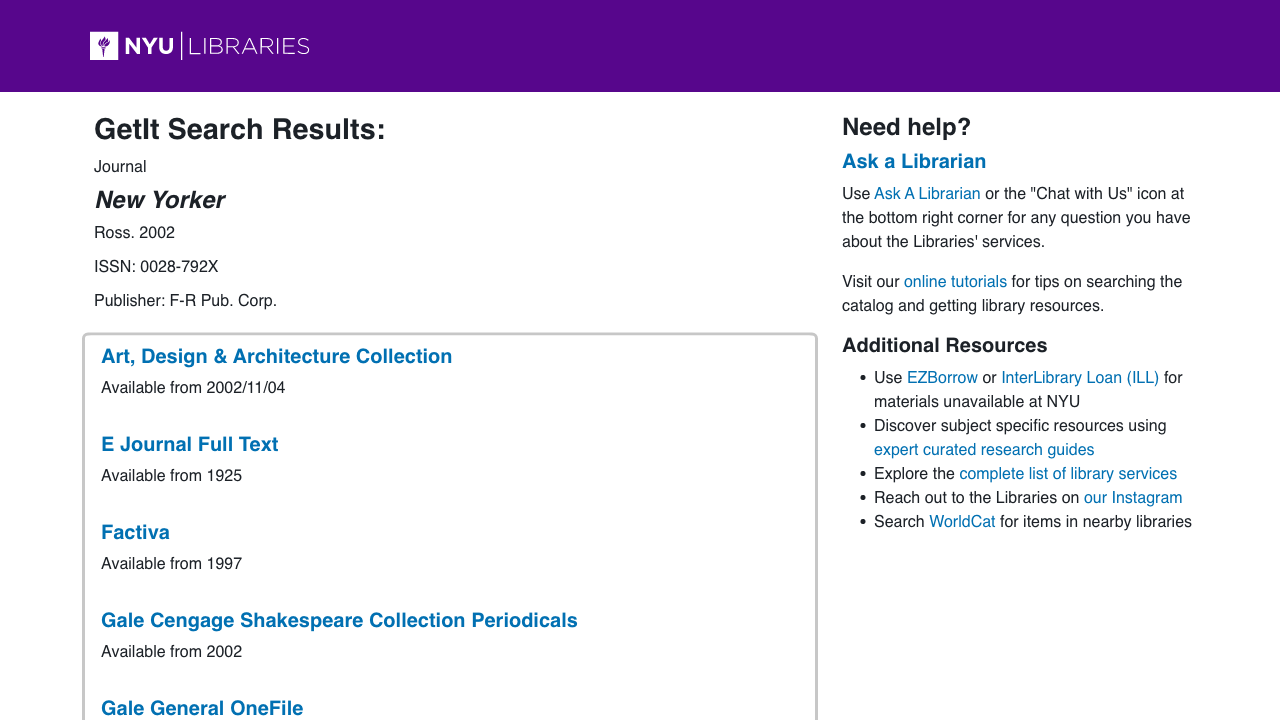 NYU LIBRARIES
GetIt Search Results:
Journal
New Yorker
Ross. 2002
ISSN: 0028-792X
Publisher: F-R Pub. Corp.
Art, Design & Architecture Collection
Available from 2002/11/04
E Journal Full Text
Available from 1925
Factiva
Available from 1997
Gale Cengage Shakespeare Collection Periodicals
Available from 2002
Gale General OneFile
Need help?
Ask a Librarian
Use Ask A Librarian or the "Chat with Us" icon at
the bottom right corner for any question you have
about the Libraries' services.
Visit our online tutorials for tips on searching the
catalog and getting library resources.
Additional Resources
• Use EZBorrow or InterLibrary Loan (ILL) for
materials unavailable at NYU
• Discover subject specific resources using
expert curated research guides
• Explore the complete list of library services
• Reach out to the Libraries on our Instagram
• Search WorldCat for items in nearby libraries